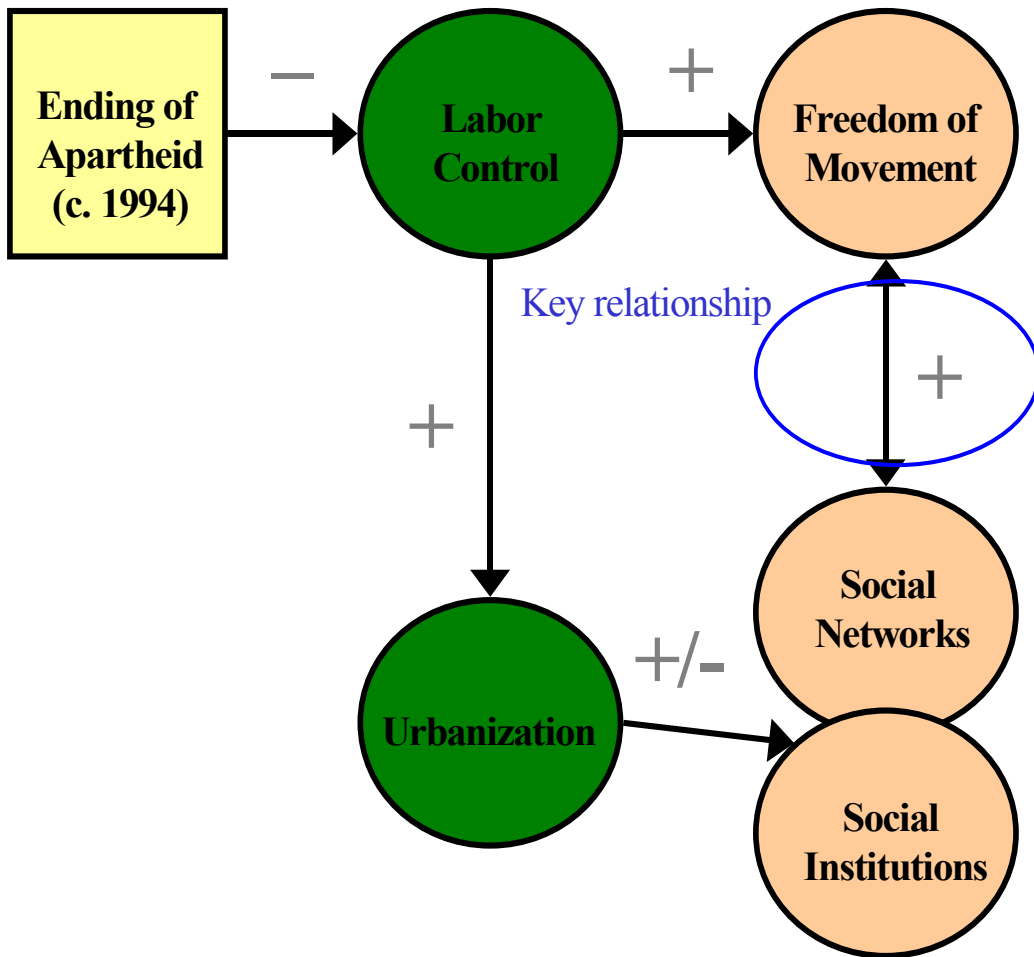 −
+
Ending of
Apartheid
(c. 1994)
Labor
Control
Freedom of
Movement
Key relationship
+
+
Social
Networks
+/-
Urbanization
Social
Institutions